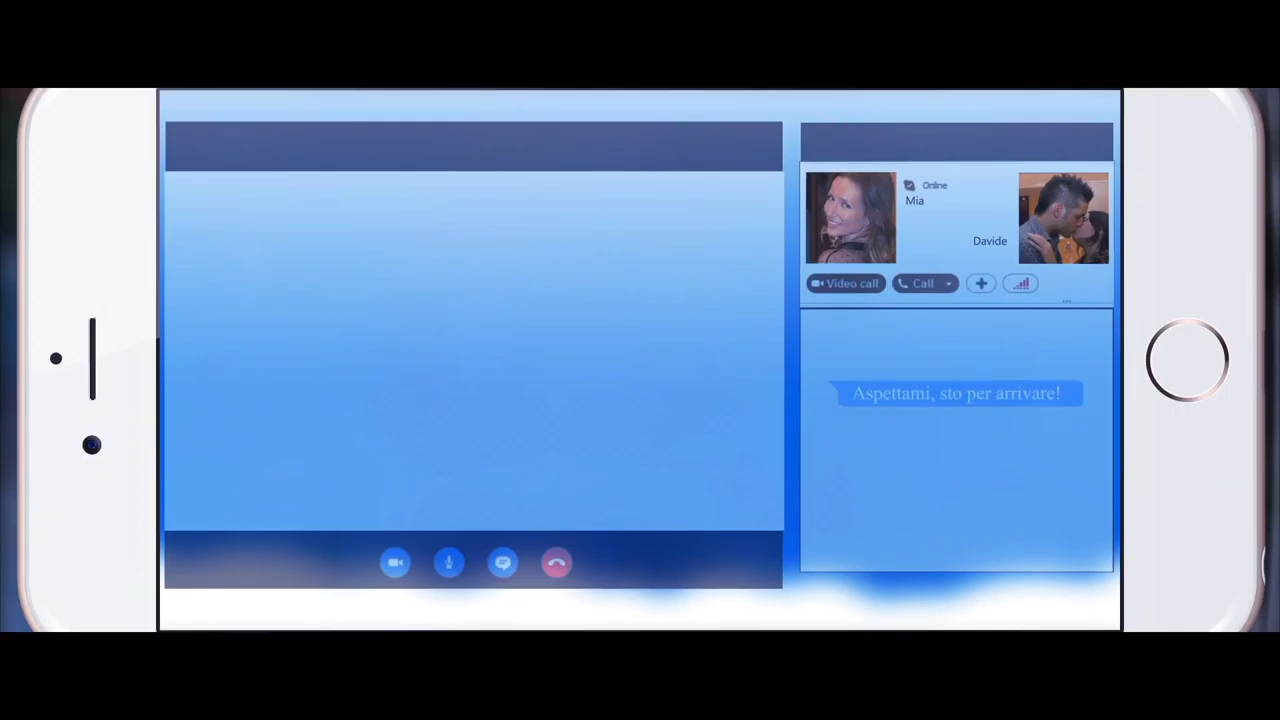 Online
Mia
Davide
Video call
Call
Aspettami, sto per arrivare!